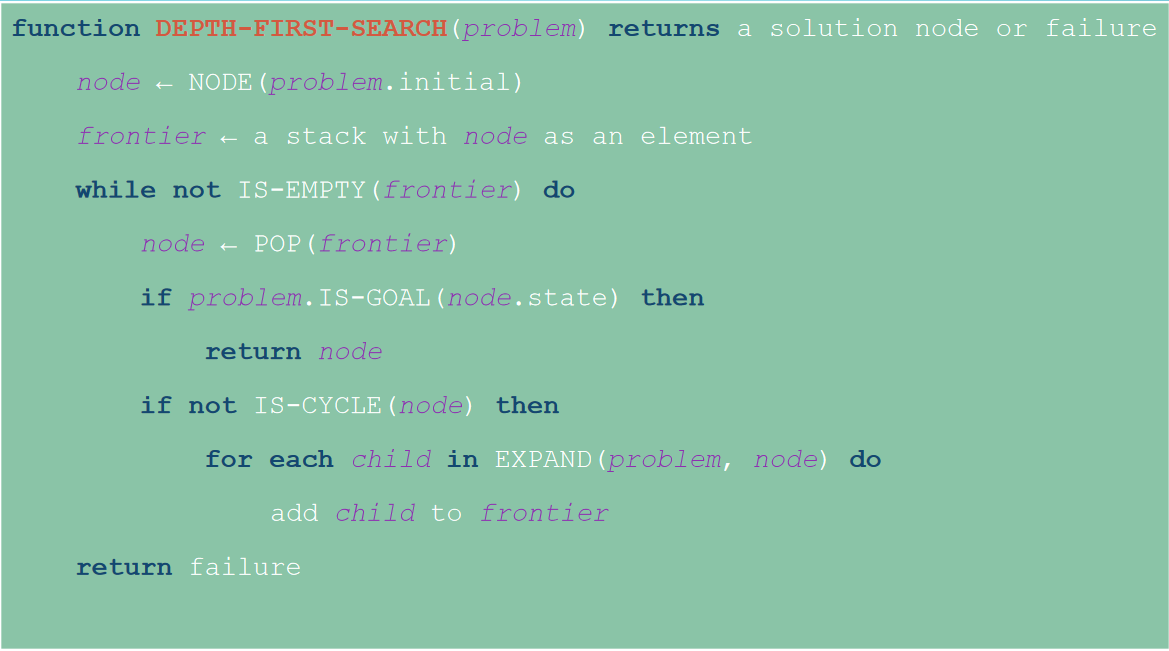 function DEPTH-FIRST-SEARCH(problem) returns a solution node or failure
node ← NODE(problem.initial)
frontier ← a stack with node as an element
while not IS-EMPTY(frontier) do
node ← POP(frontier)
if problem.IS-GOAL(node.state) then
return node
if not IS-CYCLE(node) then
for each child in EXPAND(problem, node) do
add child to frontier
return failure